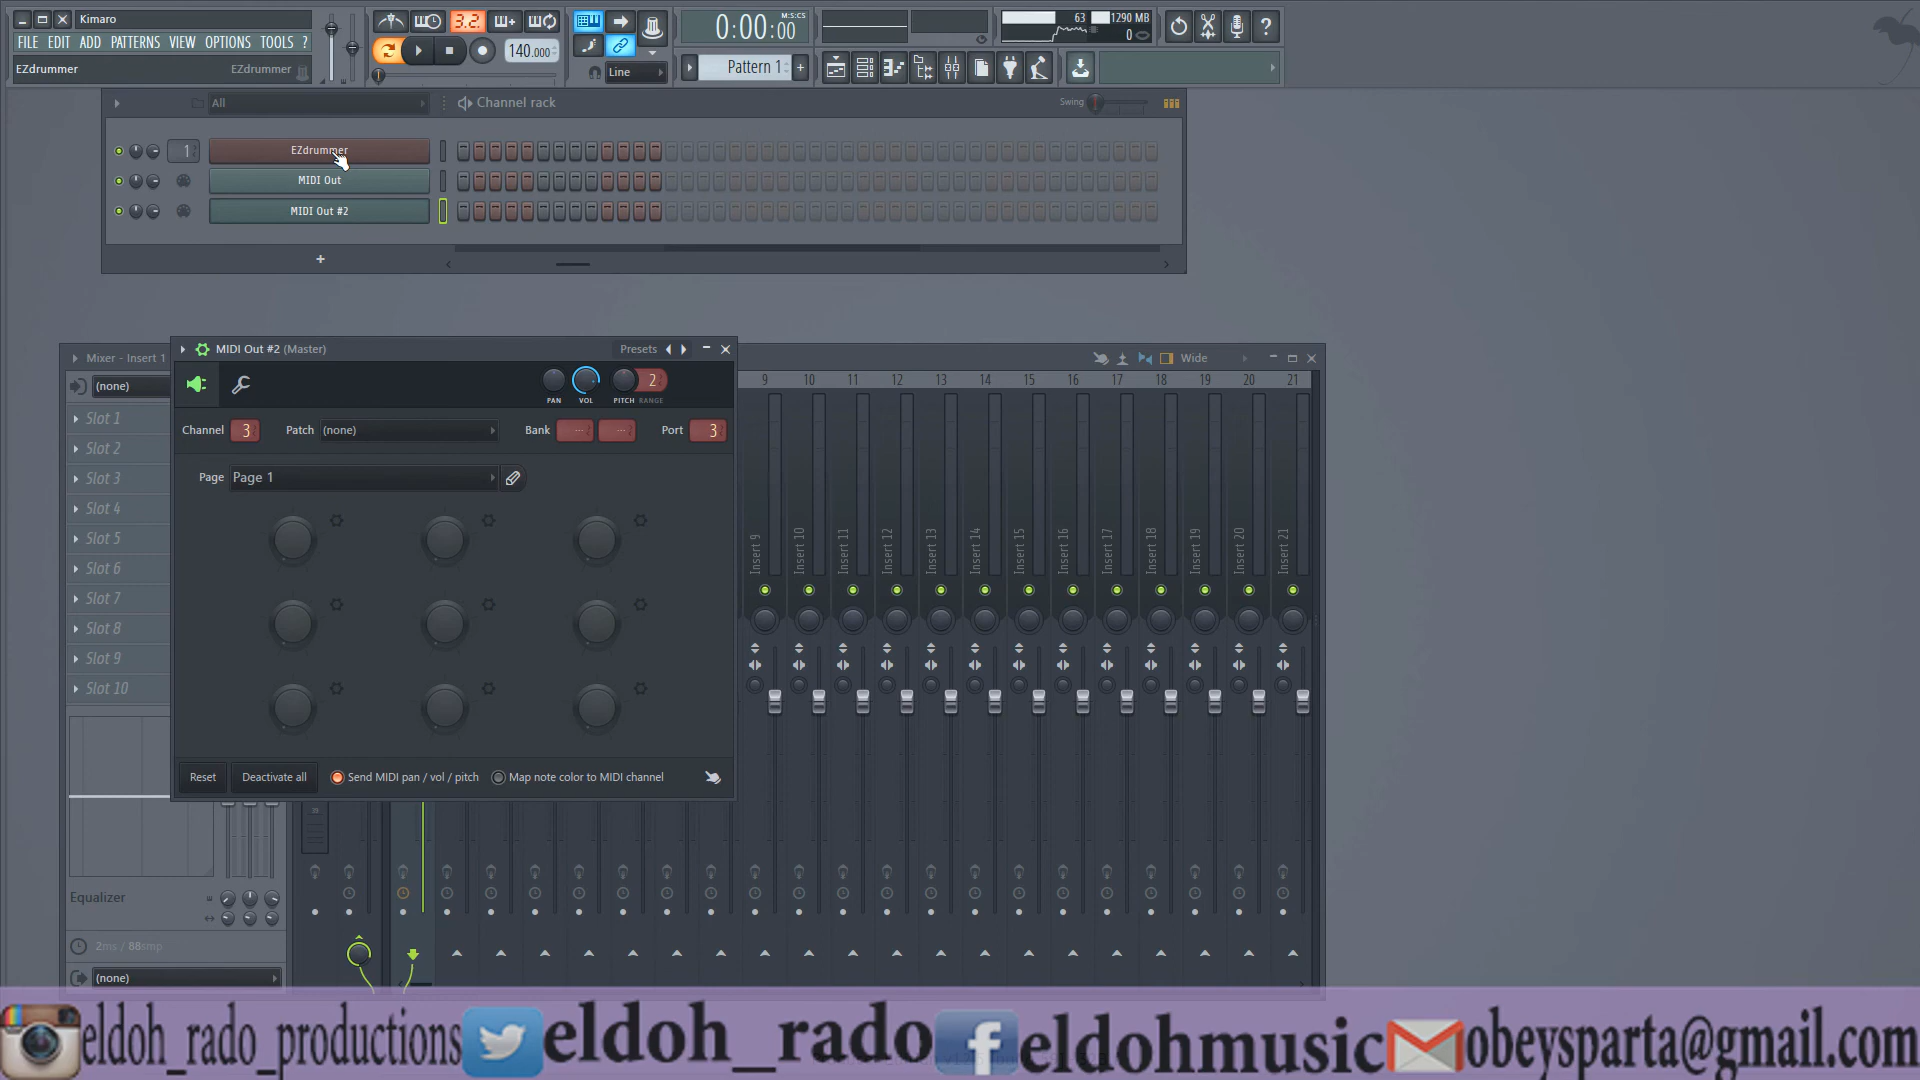 Kimaro
FILE EDIT ADD PATTERNS VIEW OPTIONS TOOLS ?
EZdrummer EZdrummer
3.2.
140.000
Line
0:00:00 M:S:CS
Pattern 1 +
63 1290 MB
0
?
All
Channel rack
Swing
1 EZdrummer
MIDI Out
MIDI Out #2
+
Mixer - Insert 1
Wide
(none)
Slot 1
Slot 2
Slot 3
Slot 4
Slot 5
Slot 6
Slot 7
Slot 8
Slot 9
Slot 10
Equalizer
2ms / 88smp
(none)
MIDI Out #2 (Master) Presets
PAN VOL PITCH 2 RANGE
Channel 3 Patch (none) Bank --- --- Port 3
Page Page 1
Reset Deactivate all Send MIDI pan / vol / pitch Map note color to MIDI channel
9 10 11 12 13 14 15 16 17 18 19 20 21
Insert 9 Insert 10 Insert 11 Insert 12 Insert 13 Insert 14 Insert 15 Insert 16 Insert 17 Insert 18 Insert 19 Insert 20 Insert 21
eldoh_rado_productions eldoh_rado f eldohmusic obeysparta@gmail.com